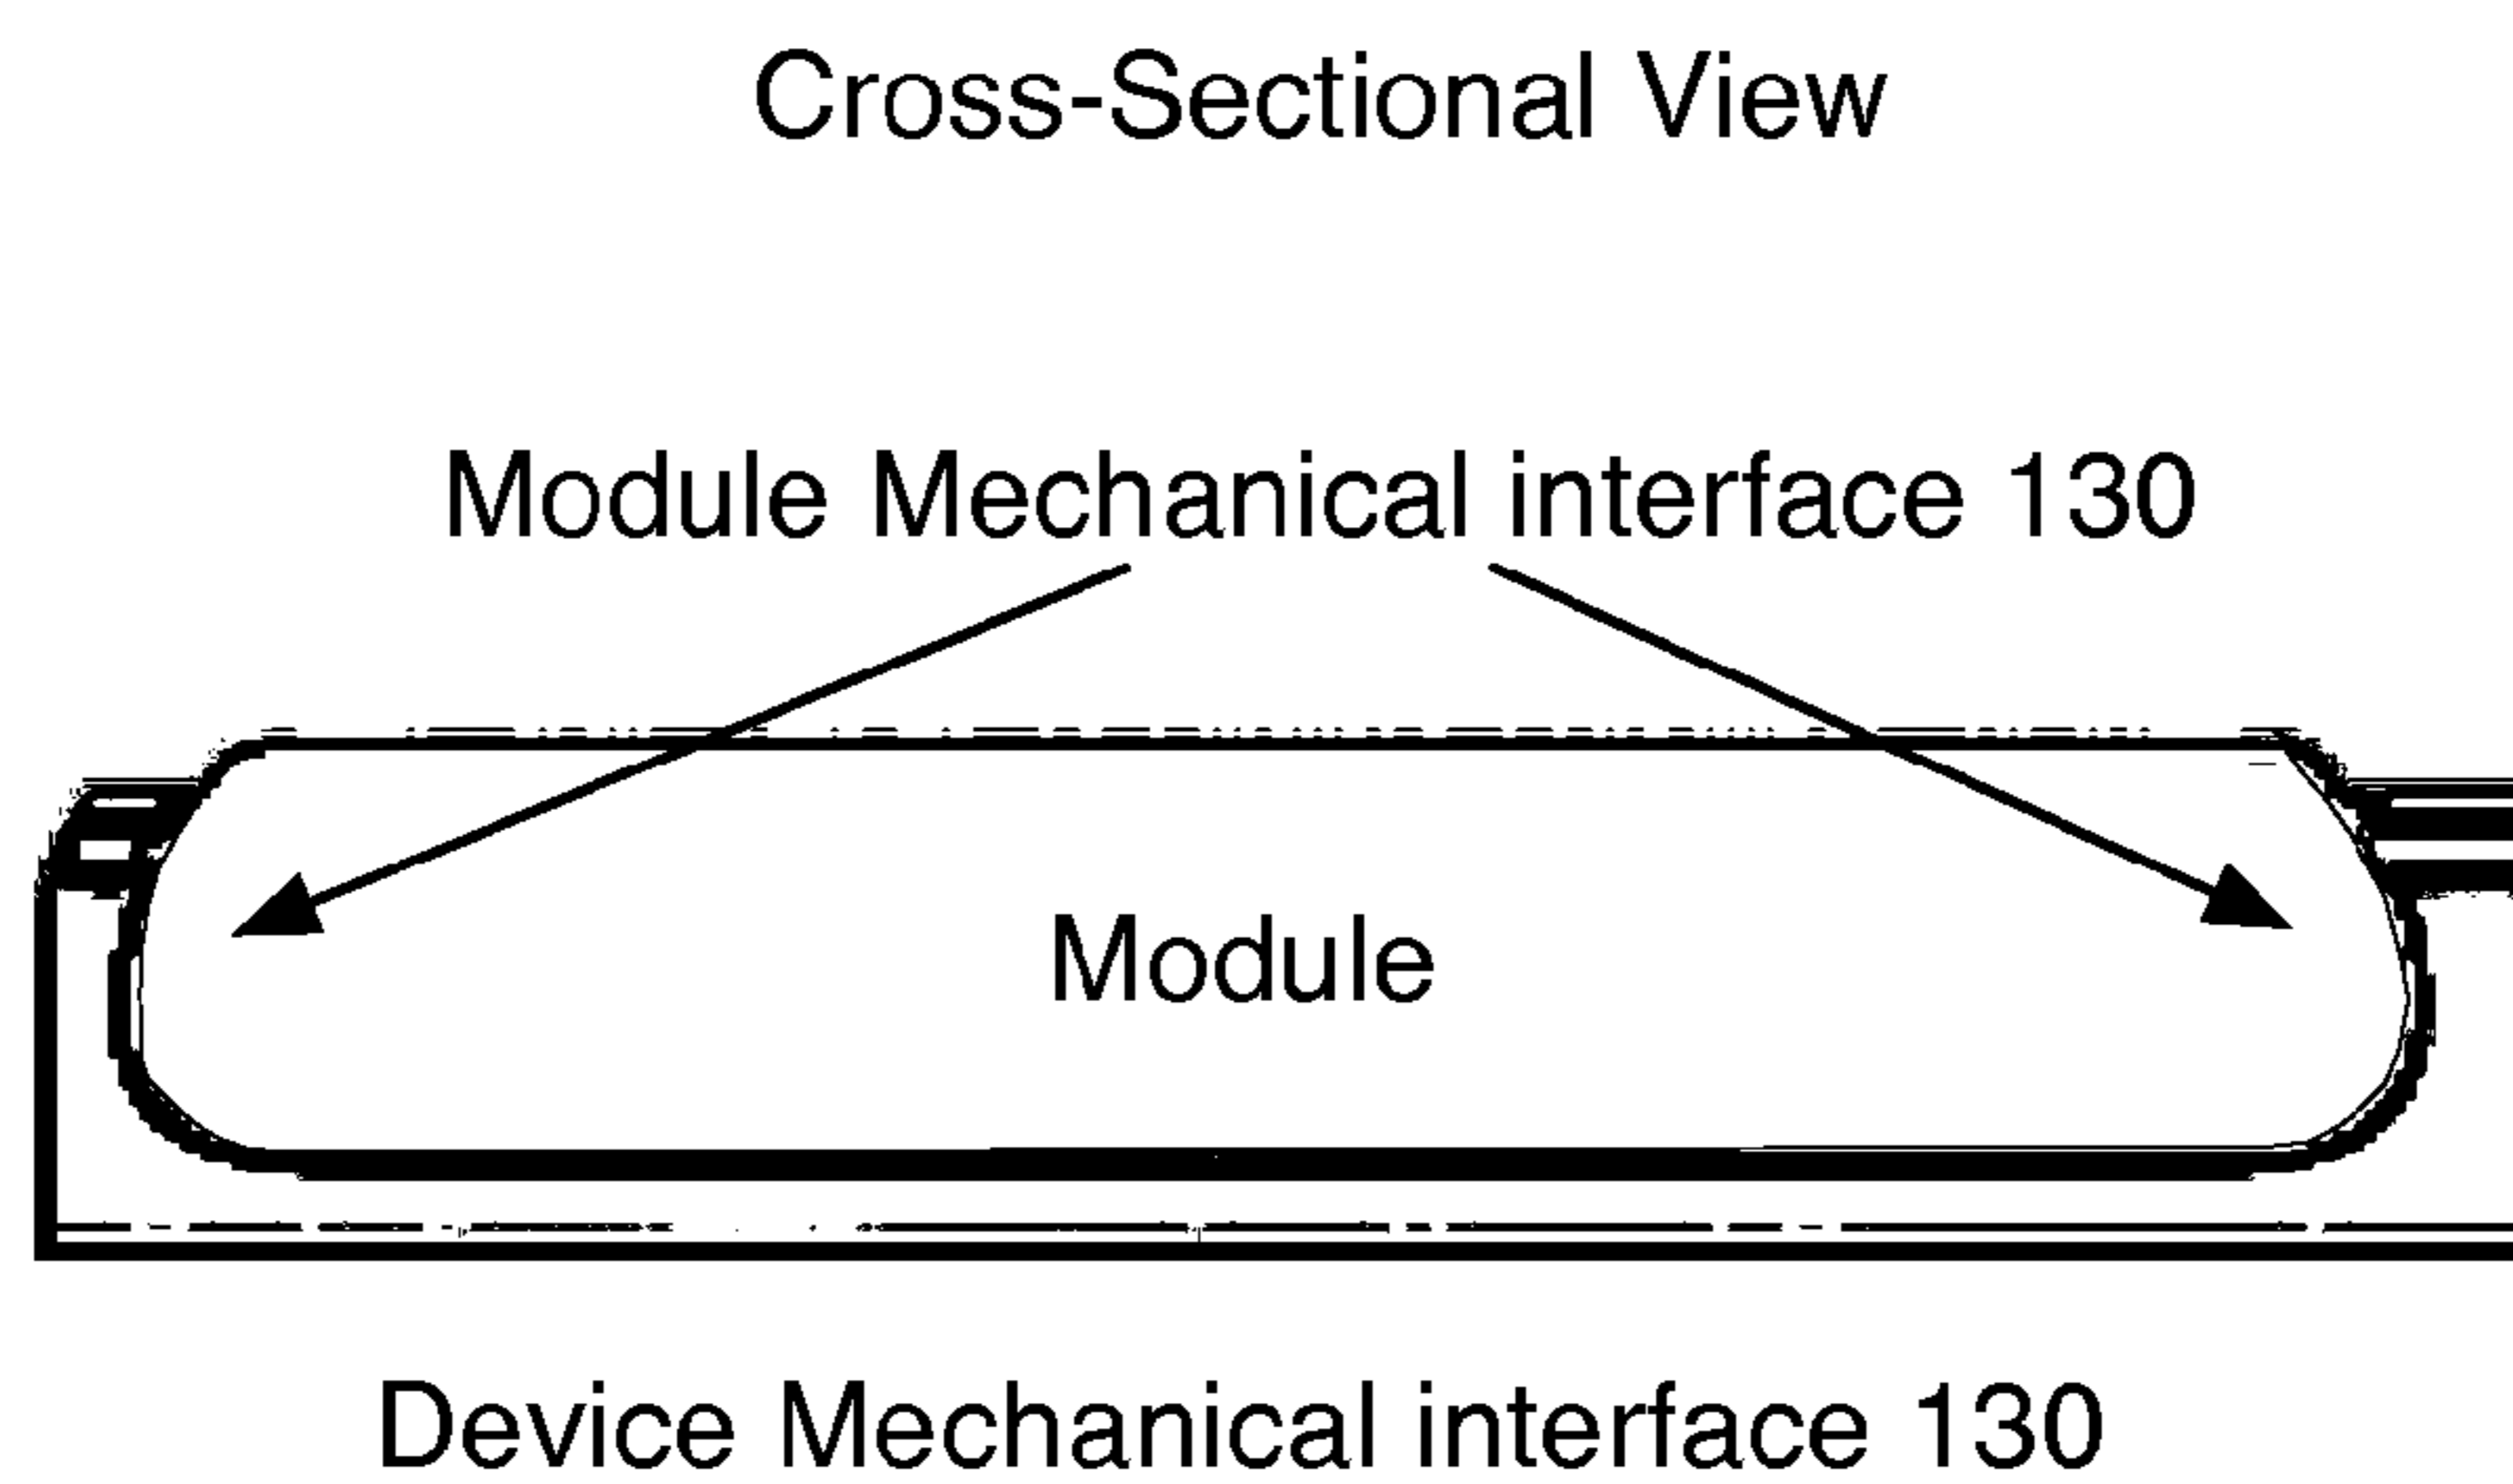 Cross-Sectional View
Module Mechanical interface 130
Module
Device Mechanical interface 130